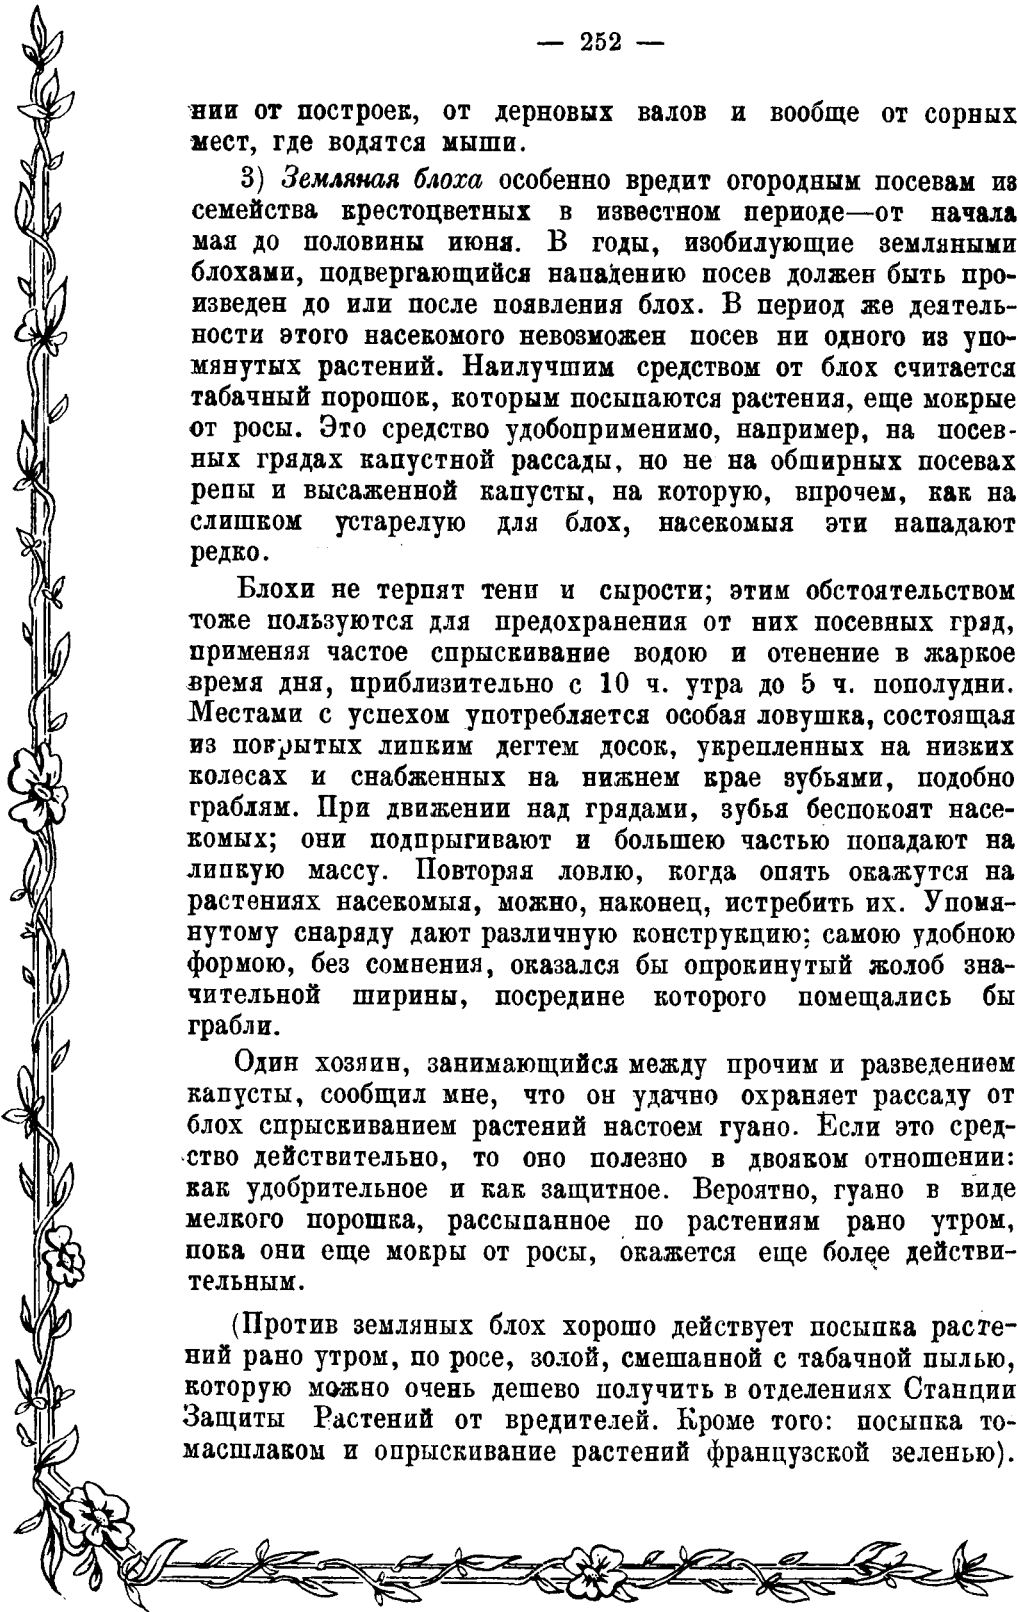 — 252 —
нии от построек, от дерновых валов и вообще от сорных
мест, где водятся мыши.
3) Земляная блоха особенно вредит огородным посевам из
семейства крестоцветных в известном периоде—от начала
мая до половины июня. В годы, изобилующие земляными
блохами, подвергающийся нападению посев должен быть про-
изведен до или после появления блох. В период же деятель-
ности этого насекомого невозможен посев ни одного из упо-
мянутых растений. Наилучшим средством от блох считается
табачный порошок, которым посыпаются растения, еще мокрые
от росы. Это средство удобоприменимо, например, на посев-
ных грядах капустной рассады, но не на обширных посевах
репы и высаженной капусты, на которую, впрочем, как на
слишком устарелую для блох, насекомыя эти нападают
редко.
Блохи не терпят тени и сырости; этим обстоятельством
тоже пользуются для предохранения от них посевных гряд,
применяя частое спрыскивание водою и отенение в жаркое
время дня, приблизительно с 10 ч. утра до 5 ч. пополудни.
Местами с успехом употребляется особая ловушка, состоящая
из покрытых липким дегтем досок, укрепленных на низких
колесах и снабженных на нижнем крае зубьями, подобно
граблям. При движении над грядами, зубья беспокоят насе-
комых; они подпрыгивают и большею частью попадают на
липкую массу. Повторяя ловлю, когда опять окажутся на
растениях насекомыя, можно, наконец, истребить их. Упомя-
нутому снаряду дают различную конструкцию; самою удобною
формою, без сомнения, оказался бы опрокинутый жолоб зна-
чительной ширины, посредине которого помещались бы
грабли.
Один хозяин, занимающийся между прочим и разведением
капусты, сообщил мне, что он удачно охраняет рассаду от
блох спрыскиванием растений настоем гуано. Если это сред-
ство действительно, то оно полезно в двояком отношении:
как удобрительное и как защитное. Вероятно, гуано в виде
мелкого порошка, рассыпанное по растениям рано утром,
пока они еще мокры от росы, окажется еще более действи-
тельным.
(Против земляных блох хорошо действует посыпка расте-
ний рано утром, по росе, золой, смешанной с табачной пылью,
которую можно очень дешево получить в отделениях Станции
Защиты Растений от вредителей. Кроме того: посыпка то-
масшлаком и опрыскивание растений французской зеленью).